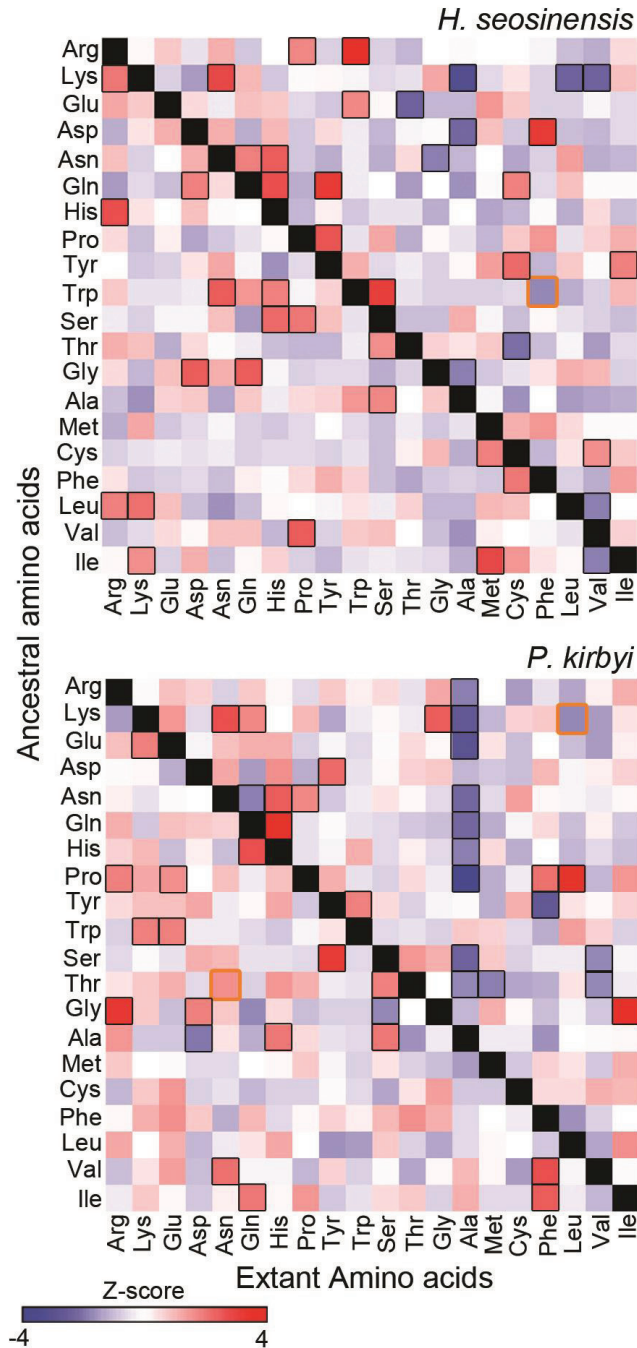 H. seosinensis
Arg
Lys
Glu
Asp
Asn
Gln
His
Pro
Tyr
Trp
Ser
Thr
Gly
Ala
Met
Cys
Phe
Leu
Val
Ile
Arg Lys Glu Asp Asn Gln His Pro Tyr Trp Ser Thr Gly Ala Met Cys Phe Leu Val Ile
Ancestral amino acids
P. kirbyi
Arg
Lys
Glu
Asp
Asn
Gln
His
Pro
Tyr
Trp
Ser
Thr
Gly
Ala
Met
Cys
Phe
Leu
Val
Ile
Arg Lys Glu Asp Asn Gln His Pro Tyr Trp Ser Thr Gly Ala Met Cys Phe Leu Val Ile
Extant Amino acids
Z-score
-4 4